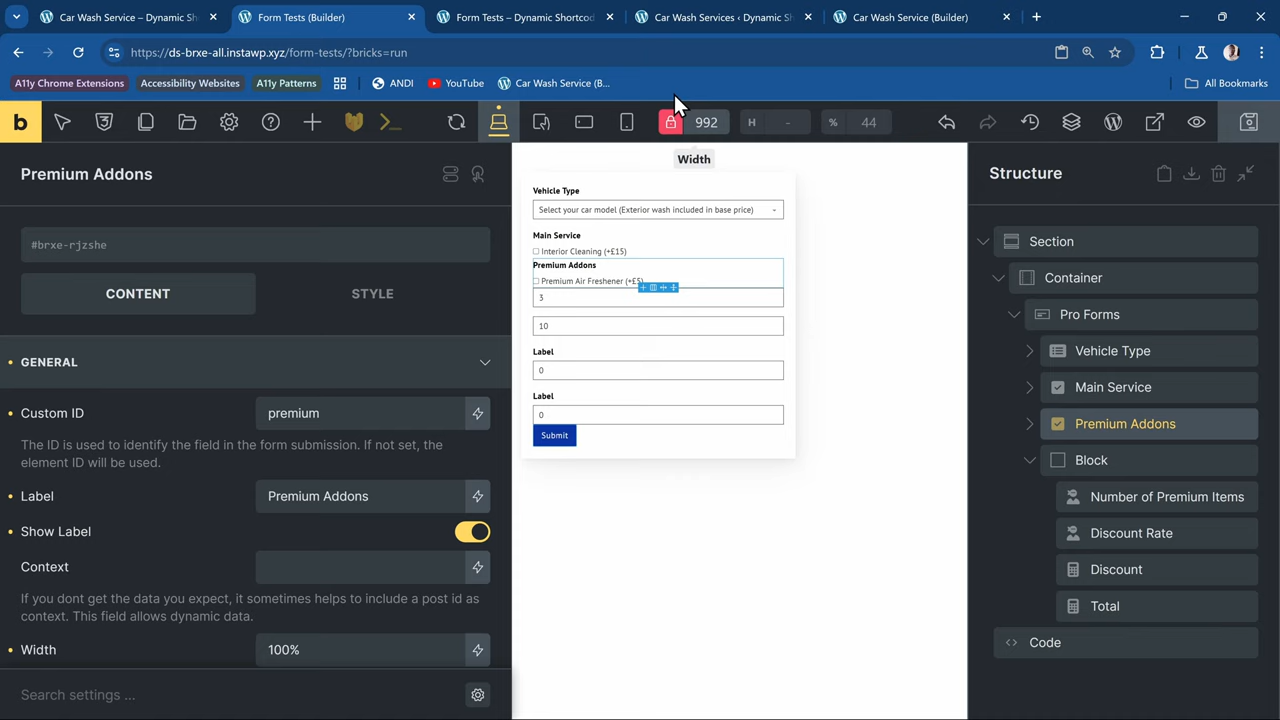 Car Wash Service – Dynamic Sh
Form Tests (Builder)
Form Tests – Dynamic Shortcod
Car Wash Services ‹ Dynamic Sh
Car Wash Service (Builder)
https://ds-brxe-all.instawp.xyz/form-tests/?bricks=run
A11y Chrome Extensions
Accessibility Websites
A11y Patterns
ANDI
YouTube
Car Wash Service (B...
All Bookmarks
b
992
H
-
%
44
Width
Premium Addons
#brxe-rjzshe
CONTENT
STYLE
GENERAL
Custom ID
premium
The ID is used to identify the field in the form submission. If not set, the
element ID will be used.
Label
Premium Addons
Show Label
Context
If you dont get the data you expect, it sometimes helps to include a post id as
context. This field allows dynamic data.
Width
100%
Search settings ...
Vehicle Type
Select your car model (Exterior wash included in base price)
Main Service
Interior Cleaning (+£15)
Premium Addons
Premium Air Freshener (+£5)
3
10
Label
0
Label
0
Submit
Structure
Section
Container
Pro Forms
Vehicle Type
Main Service
Premium Addons
Block
Number of Premium Items
Discount Rate
Discount
Total
Code